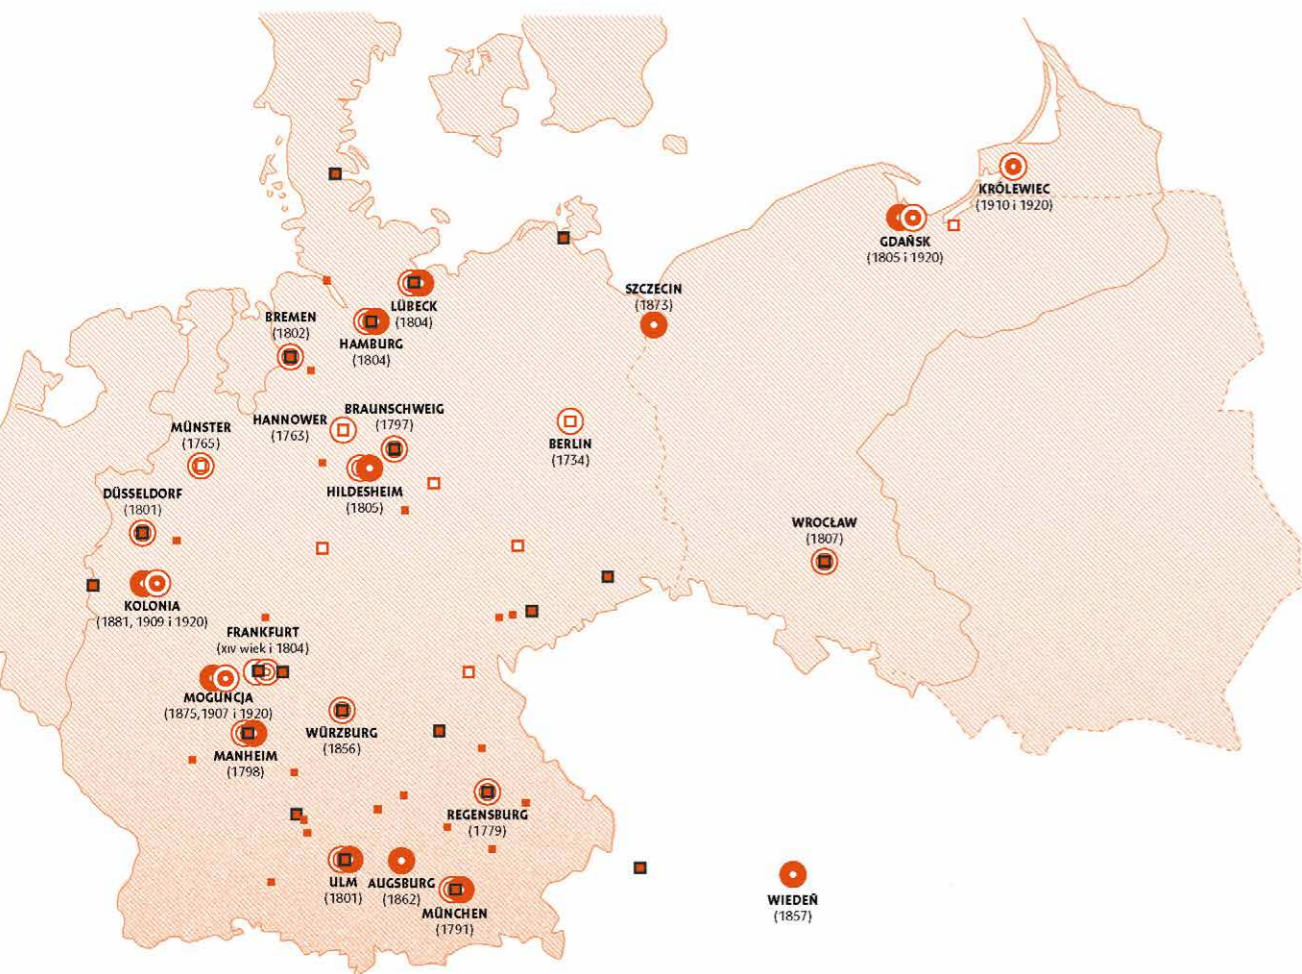 KRÓLEWIEC
(1910 i 1920)
GDAŃSK
(1805 i 1920)
SZCZECIN
(1873)
LÜBECK
(1804)
BREMEN
(1802)
HAMBURG
(1804)
BRAUNSCHWEIG
(1797)
HANNOWER
(1763)
MÜNSTER
(1765)
BERLIN
(1734)
HILDESHEIM
(1805)
DÜSSELDORF
(1801)
WROCŁAW
(1807)
KOLONIA
(1881, 1909 i 1920)
FRANKFURT
(XIV wiek i 1804)
MOGUNCJA
(1875,1907 i 1920)
WÜRZBURG
(1856)
MANHEIM
(1798)
REGENSBURG
(1779)
ULM
(1801)
AUGSBURG
(1862)
MÜNCHEN
(1791)
WIEDEŃ
(1857)